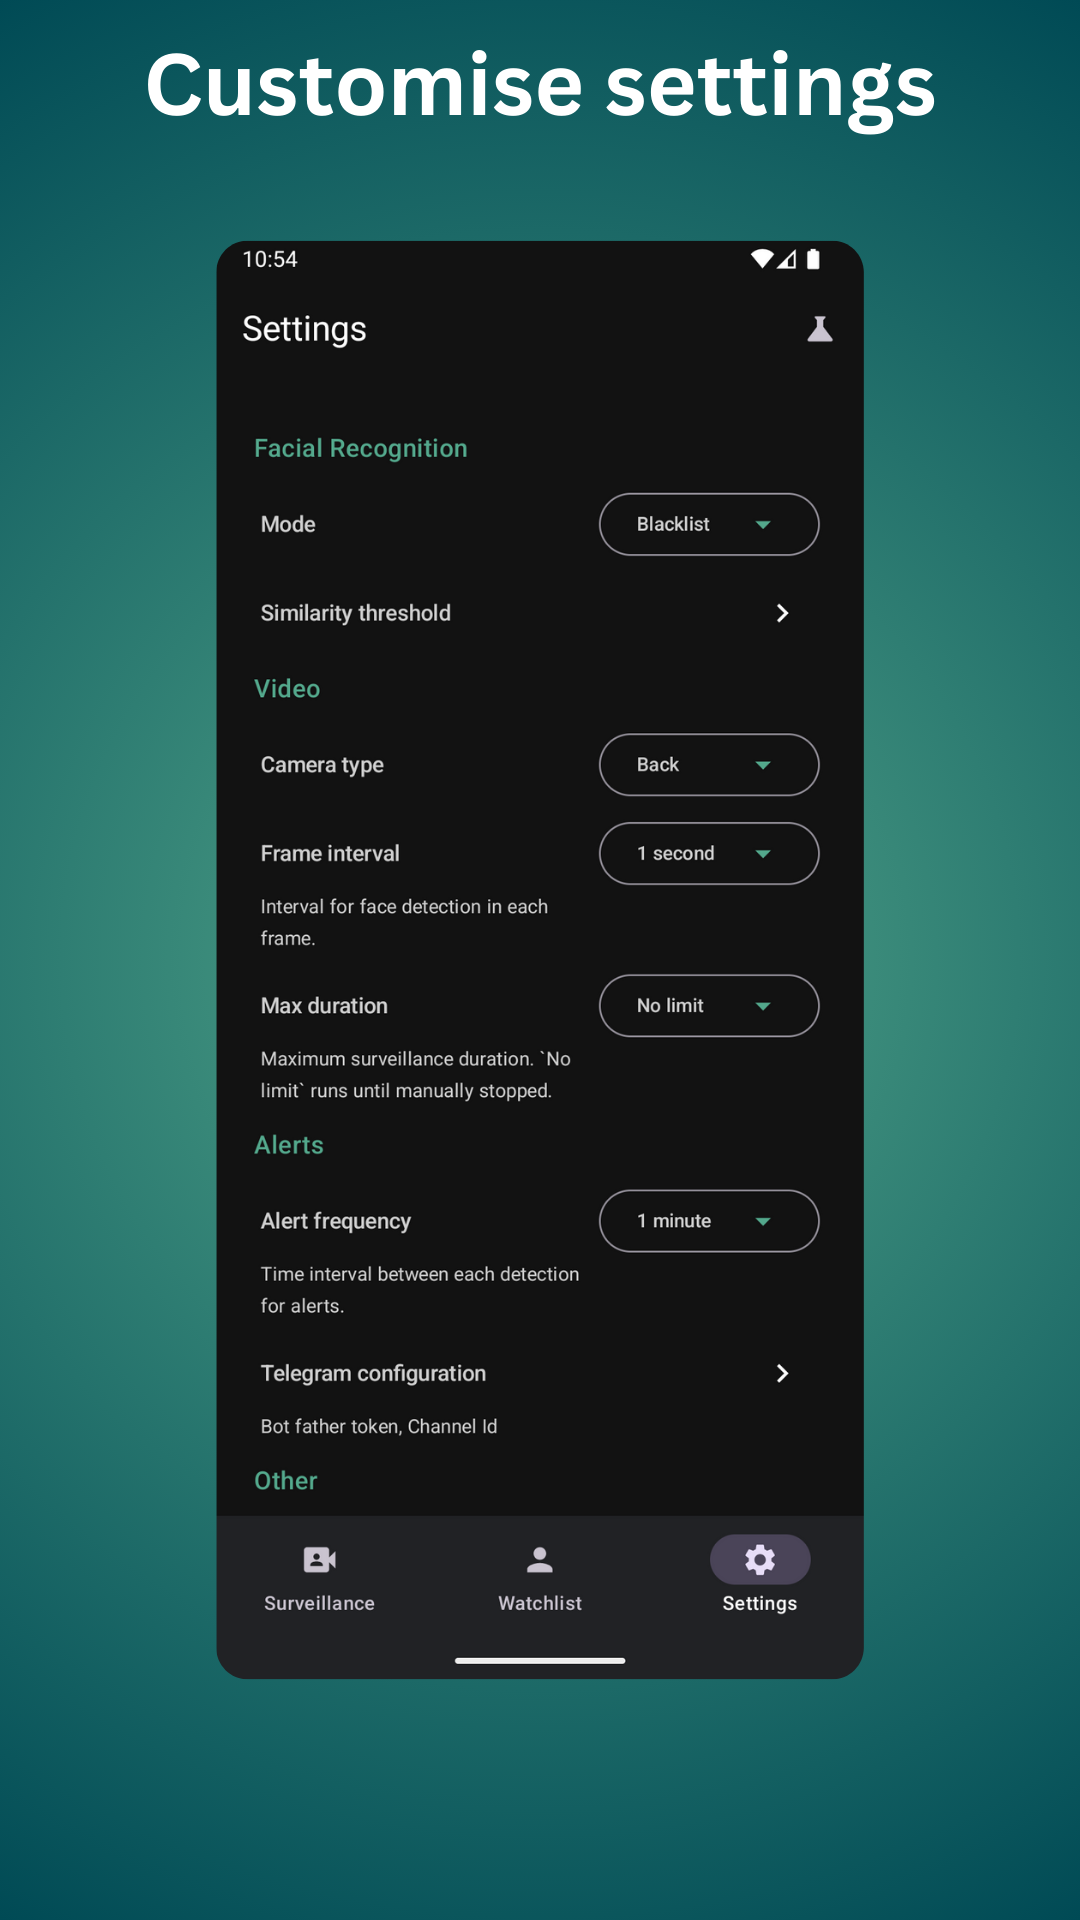 Customise settings
10:54
Settings
Facial Recognition
Mode
Blacklist
Similarity threshold
Video
Camera type
Back
Frame interval
1 second
Interval for face detection in each
frame.
Max duration
No limit
Maximum surveillance duration. `No
limit` runs until manually stopped.
Alerts
Alert frequency
1 minute
Time interval between each detection
for alerts.
Telegram configuration
Bot father token, Channel Id
Other
Surveillance
Watchlist
Settings